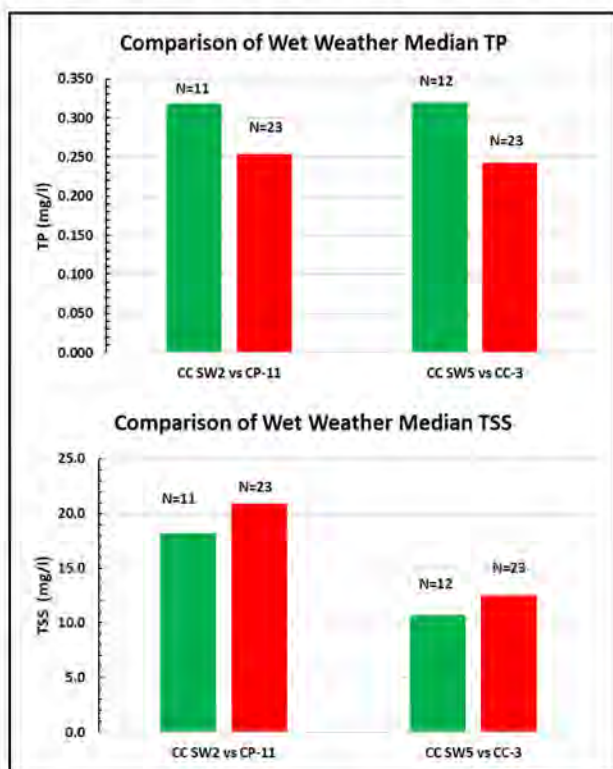 Comparison of Wet Weather Median TP
0.350
0.300
0.250
0.200
0.150
0.100
0.050
0.000
TP (mg/l)
N=11
N=23
N=12
N=23
CC SW2 vs CP-11
CC SW5 vs CC-3
Comparison of Wet Weather Median TSS
25.0
20.0
15.0
10.0
5.0
0.0
TSS (mg/l)
N=11
N=23
N=12
N=23
CC SW2 vs CP-11
CC SW5 vs CC-3